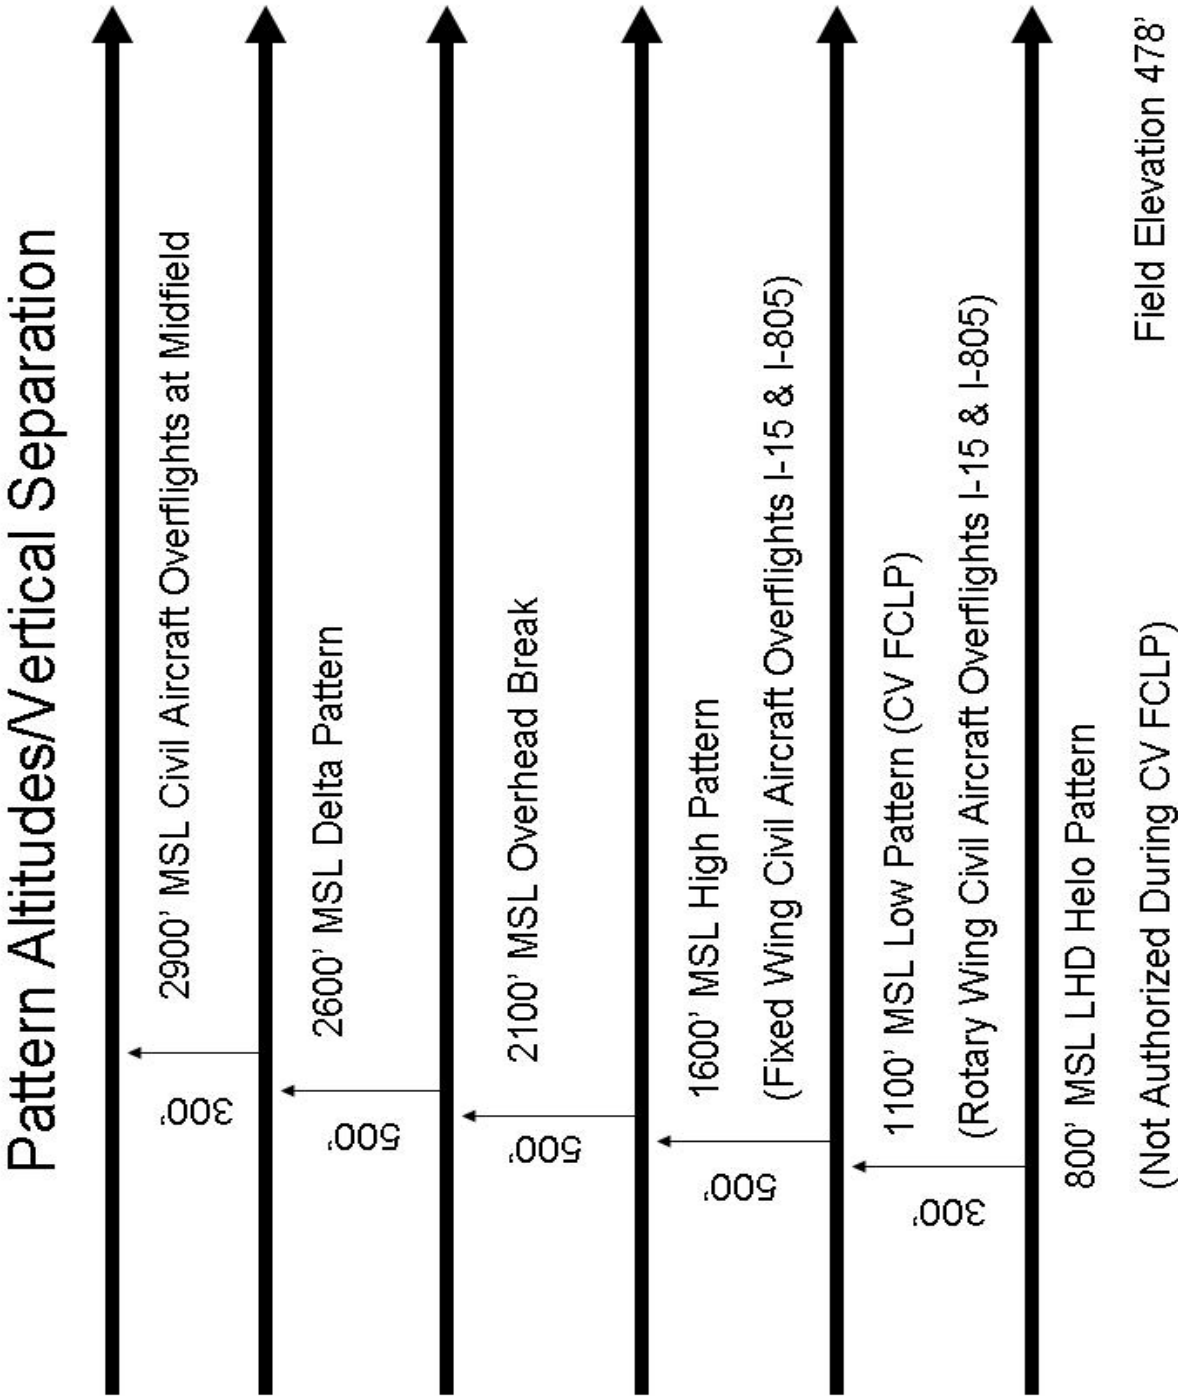 Pattern Altitudes/Vertical Separation
2900' MSL Civil Aircraft Overflights at Midfield
300'
2600' MSL Delta Pattern
500'
2100' MSL Overhead Break
500'
1600' MSL High Pattern
(Fixed Wing Civil Aircraft Overflights I-15 & I-805)
500'
1100' MSL Low Pattern (CV FCLP)
(Rotary Wing Civil Aircraft Overflights I-15 & I-805)
300'
800' MSL LHD Helo Pattern
(Not Authorized During CV FCLP)
Field Elevation 478'